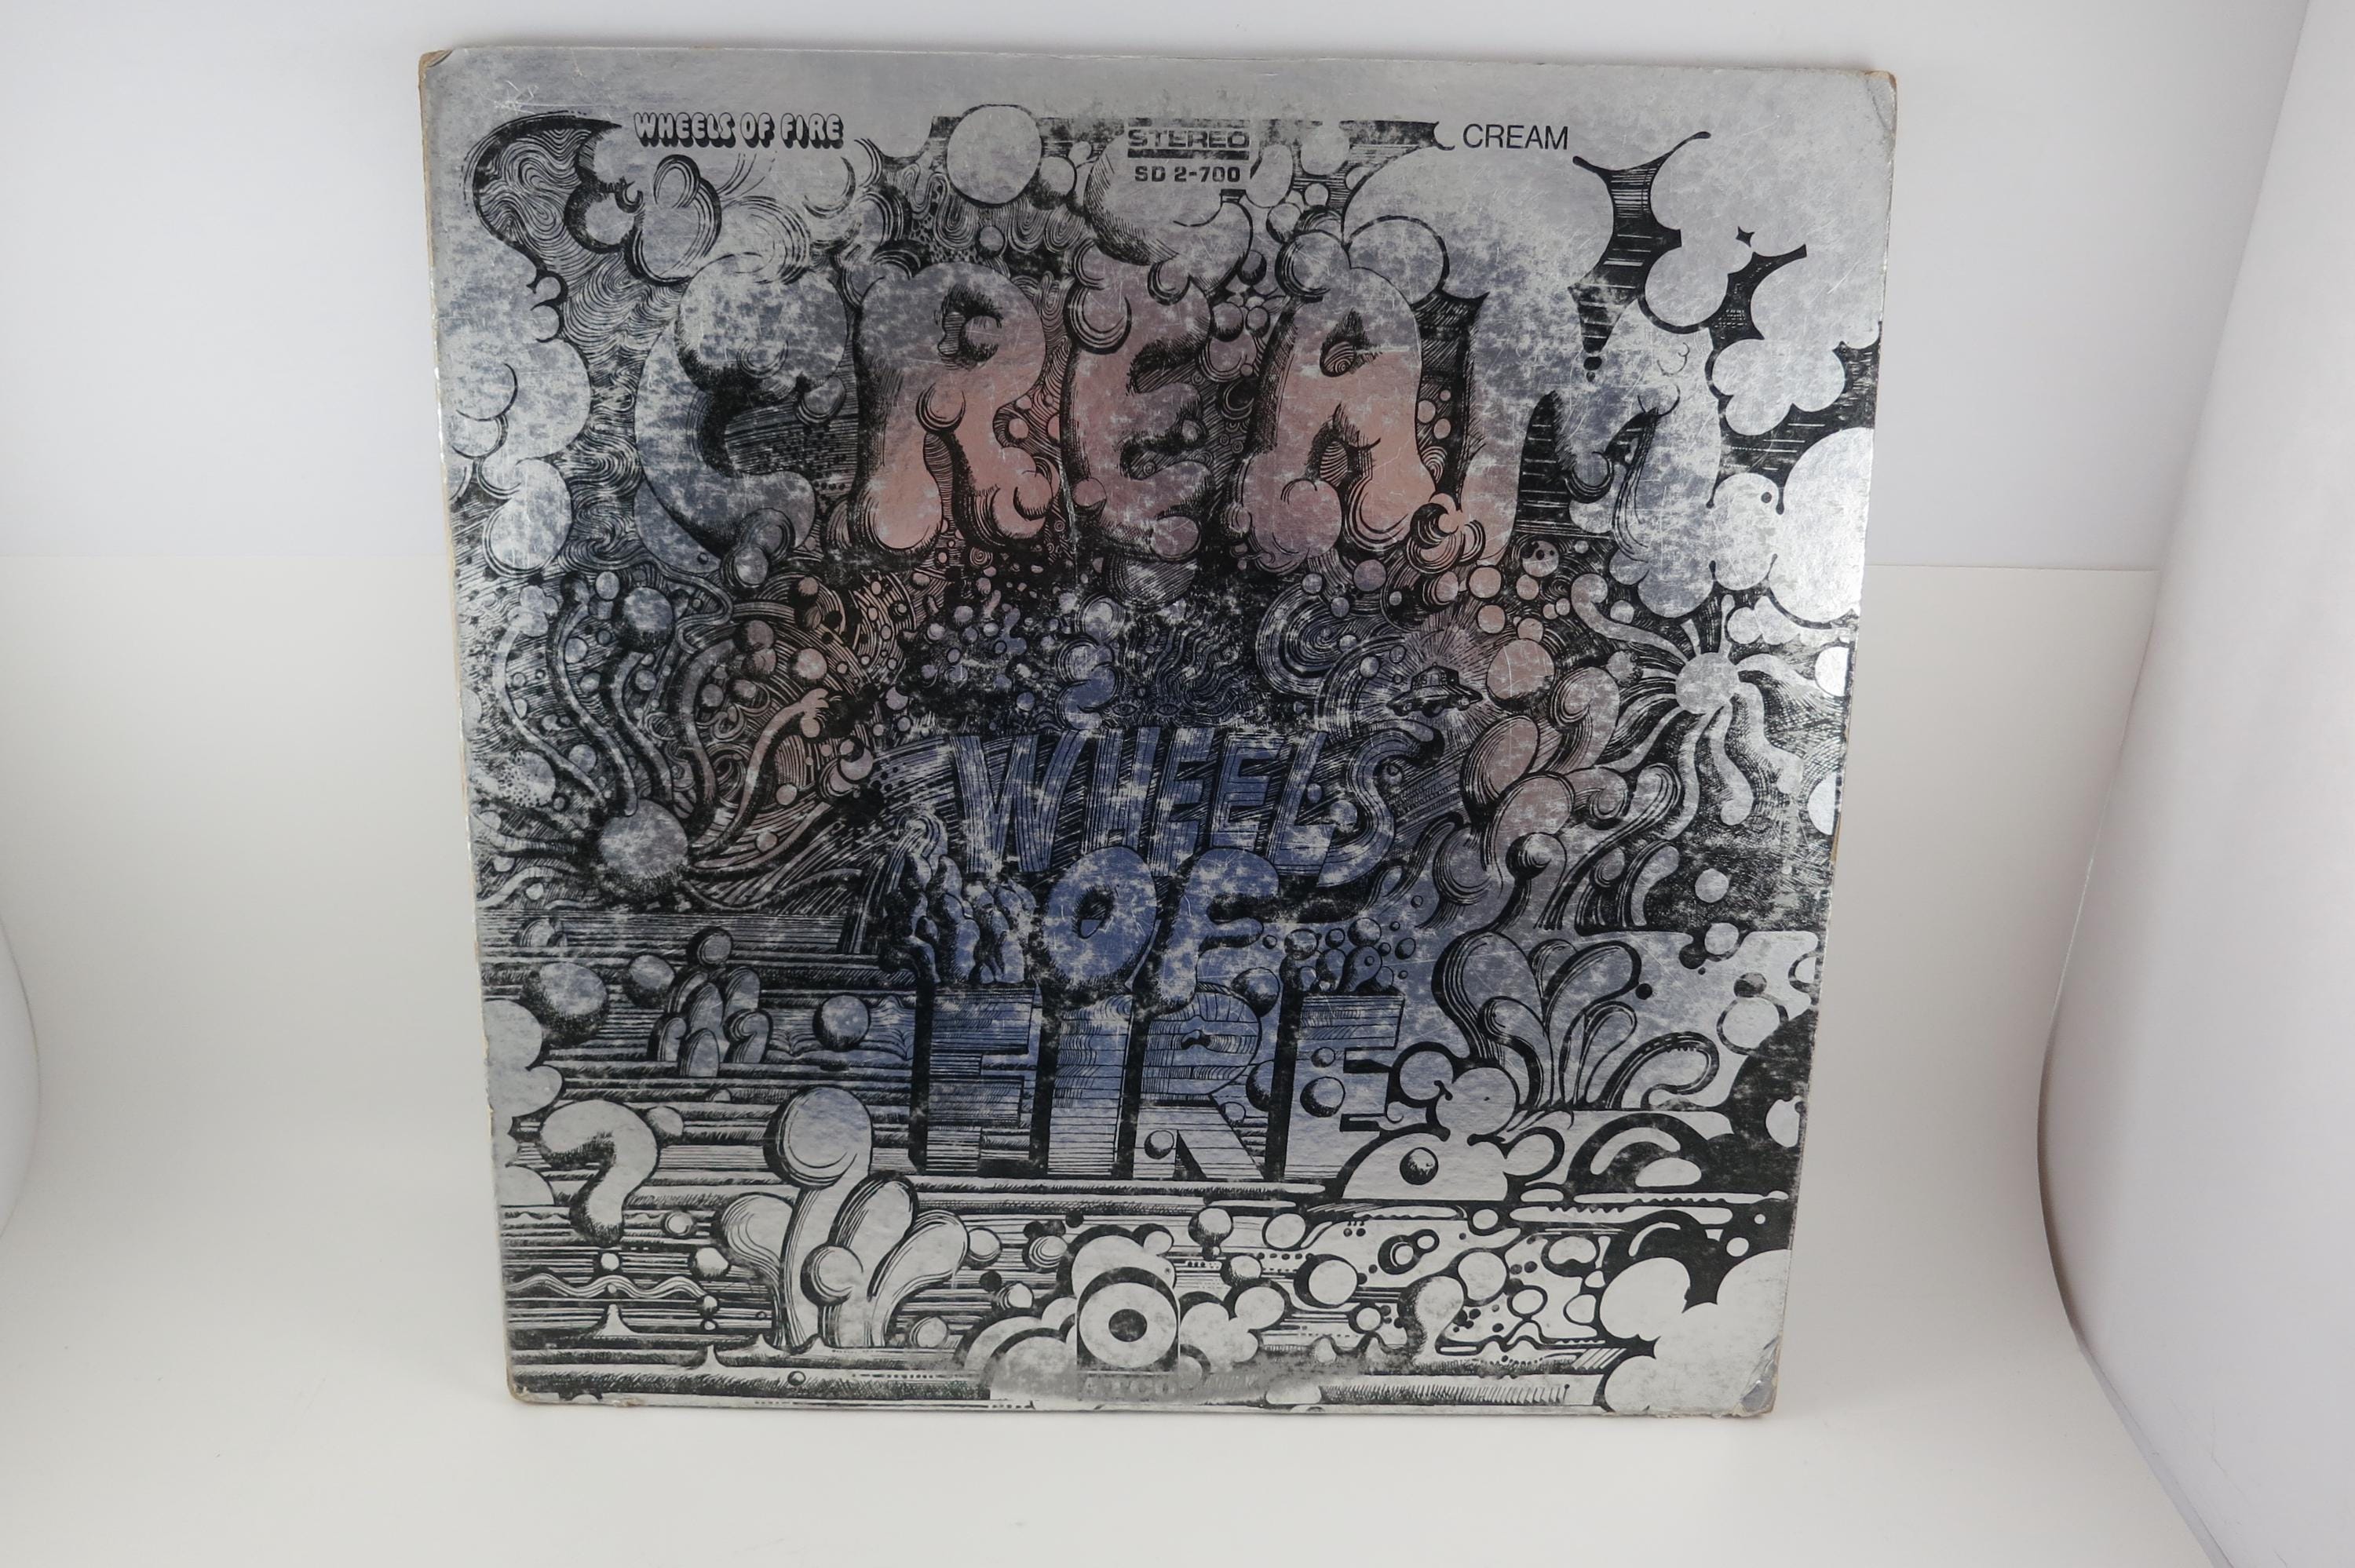 WHEELS OF FIRE
STEREO
SD 2-700
CREAM
CREAM
WHEELS
OF
FIRE